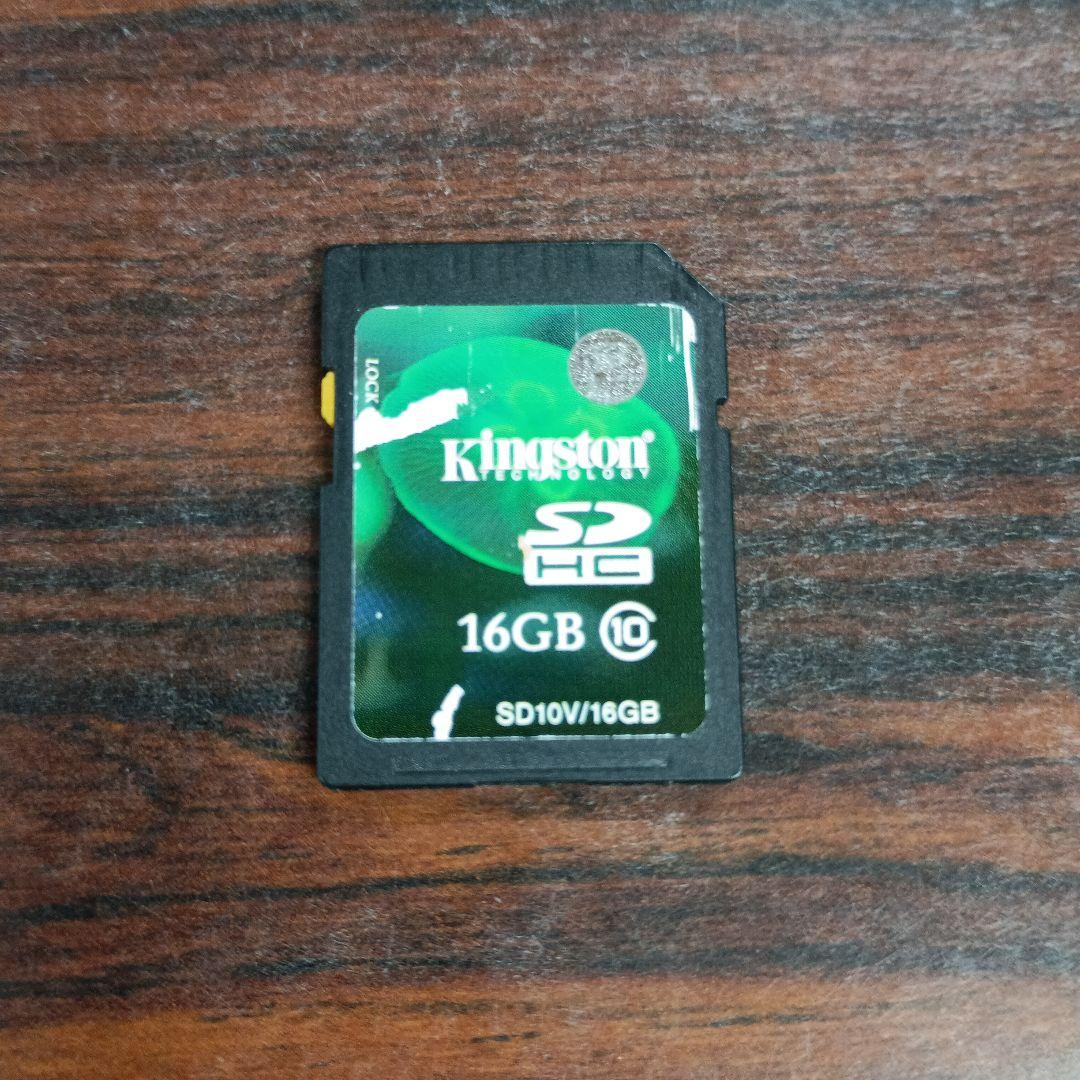 LOCK
Kingston®
TECHNOLOGY
SD
HC
16GB 10
SD10V/16GB